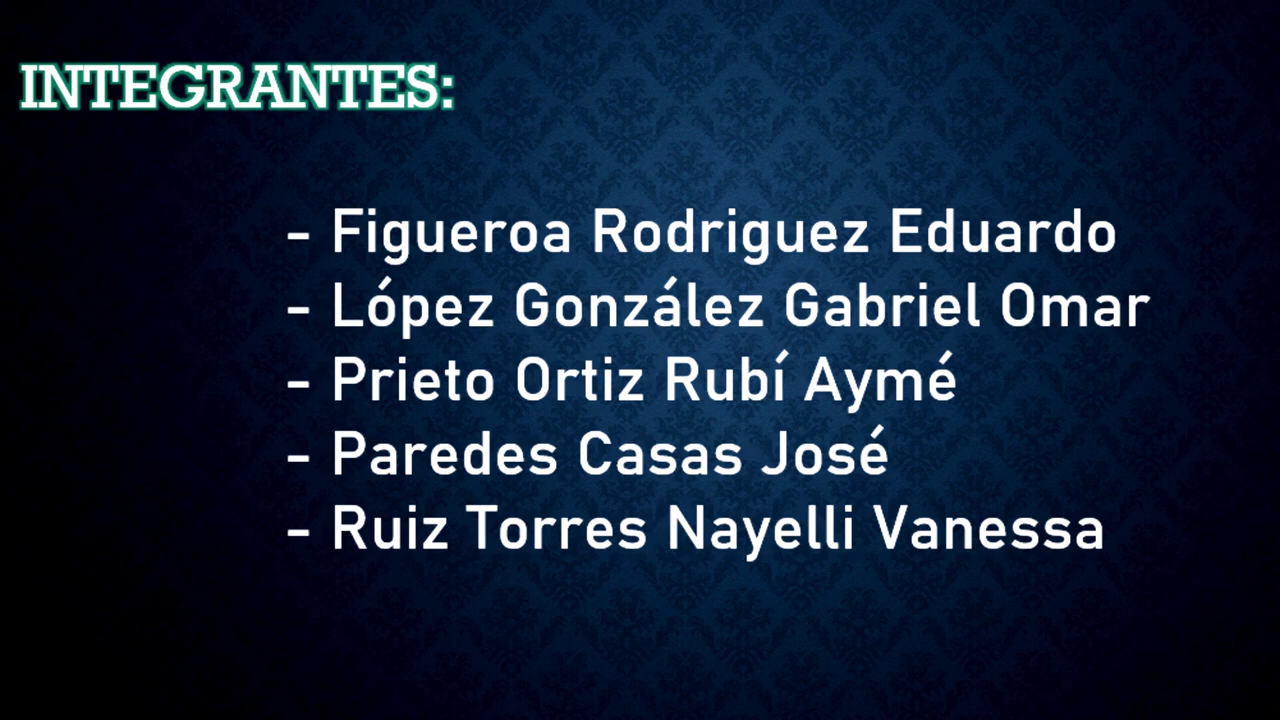 INTEGRANTES:
- Figueroa Rodriguez Eduardo
- López González Gabriel Omar
- Prieto Ortiz Rubí Aymé
- Paredes Casas José
- Ruiz Torres Nayelli Vanessa